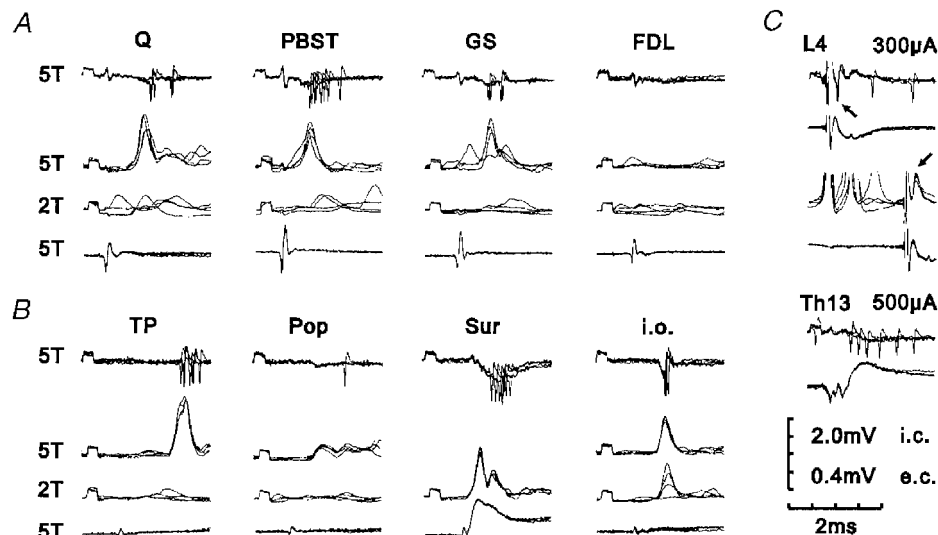 A
Q PBST GS FDL
5T
5T
2T
5T
B
TP Pop Sur i.o.
5T
5T
2T
5T
C
L4 300µA
Th13 500µA
2.0mV i.c.
0.4mV e.c.
2ms